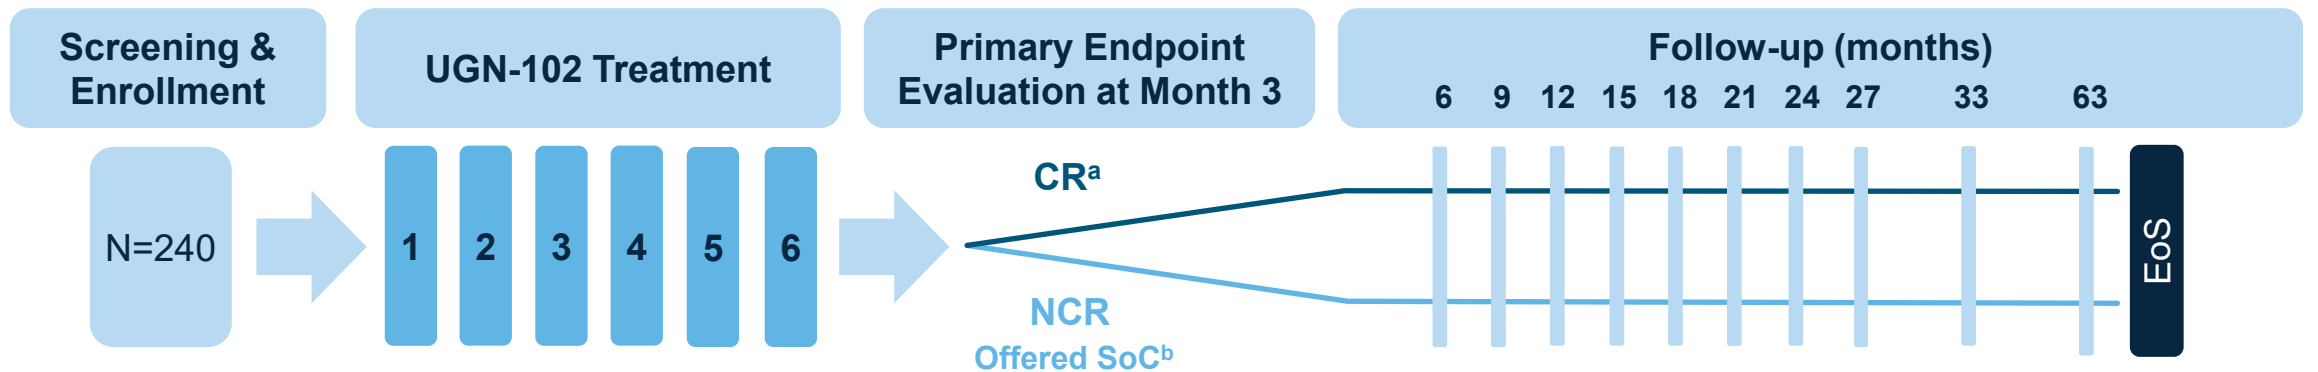 Screening &
Enrollment
UGN-102 Treatment
Primary Endpoint
Evaluation at Month 3
Follow-up (months)
6 9 12 15 18 21 24 27 33 63
N=240
1 2 3 4 5 6
CRᵃ
NCR
Offered SoCᵇ
EoS